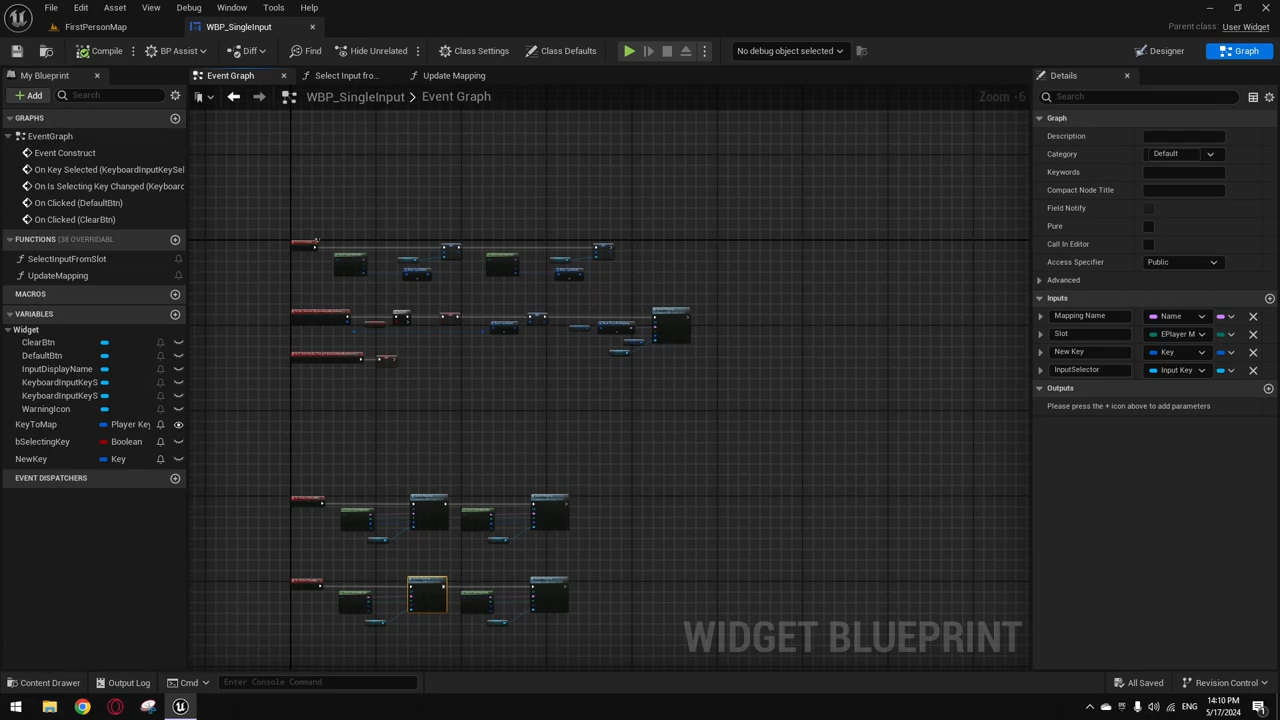 File Edit Asset View Debug Window Tools Help
FirstPersonMap
WBP_SingleInput
Parent class: User Widget
Compile
BP Assist
Diff
Find
Hide Unrelated
Class Settings
Class Defaults
No debug object selected
Designer
Graph
My Blueprint
Add
Search
GRAPHS
EventGraph
Event Construct
On Key Selected (KeyboardInputKeySel
On Is Selecting Key Changed (Keyboard
On Clicked (DefaultBtn)
On Clicked (ClearBtn)
FUNCTIONS (38 OVERRIDABL
SelectInputFromSlot
UpdateMapping
MACROS
VARIABLES
Widget
ClearBtn
DefaultBtn
InputDisplayName
KeyboardInputKeyS
KeyboardInputKeyS
WarningIcon
KeyToMap Player Key
bSelectingKey Boolean
NewKey Key
EVENT DISPATCHERS
Event Graph
Select Input fro...
Update Mapping
WBP_SingleInput > Event Graph
Zoom -6
WIDGET BLUEPRINT
Details
Search
Graph
Description
Category Default
Keywords
Compact Node Title
Field Notify
Pure
Call In Editor
Access Specifier Public
Advanced
Inputs
Mapping Name Name
Slot EPlayer M
New Key Key
InputSelector Input Key
Outputs
Please press the + icon above to add parameters
Content Drawer
Output Log
Cmd
Enter Console Command
All Saved
Revision Control
ENG
14:10 PM
5/17/2024